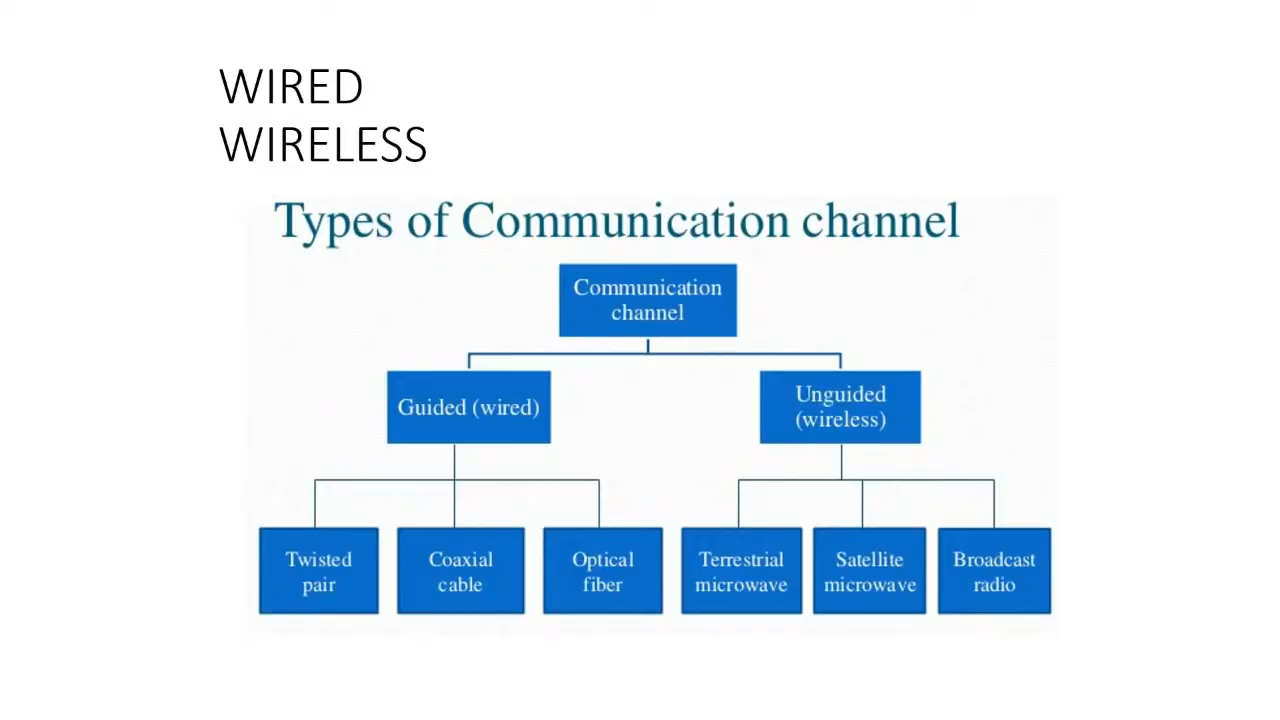 WIRED
WIRELESS
Types of Communication channel
Communication
channel
Guided (wired)
Unguided
(wireless)
Twisted
pair
Coaxial
cable
Optical
fiber
Terrestrial
microwave
Satellite
microwave
Broadcast
radio